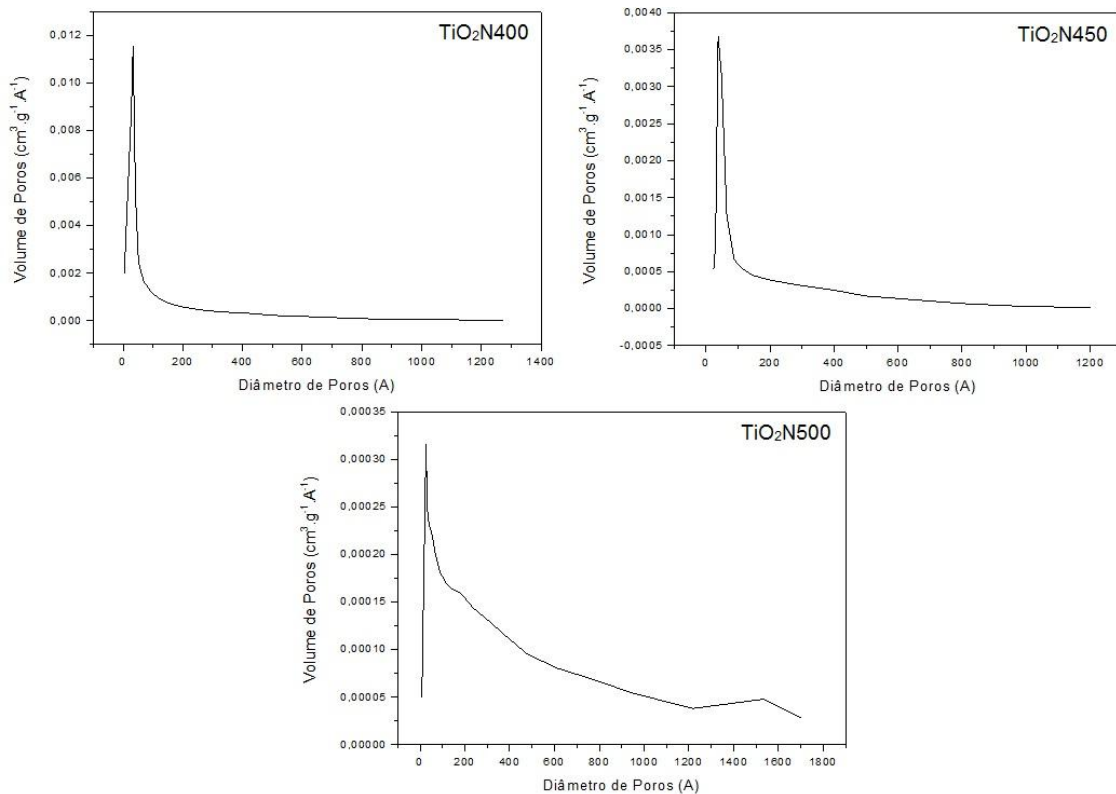 TiO₂N400
0,012
0,010
0,008
0,006
0,004
0,002
0,000
Volume de Poros (cm³.g⁻¹.A⁻¹)
0 200 400 600 800 1000 1200 1400
Diâmetro de Poros (A)
TiO₂N450
0,0040
0,0035
0,0030
0,0025
0,0020
0,0015
0,0010
0,0005
0,0000
-0,0005
Volume de Poros (cm³.g⁻¹.A⁻¹)
0 200 400 600 800 1000 1200
Diâmetro de Poros (A)
TiO₂N500
0,00035
0,00030
0,00025
0,00020
0,00015
0,00010
0,00005
0,00000
Volume de Poros (cm³.g⁻¹.A⁻¹)
0 200 400 600 800 1000 1200 1400 1600 1800
Diâmetro de Poros (A)